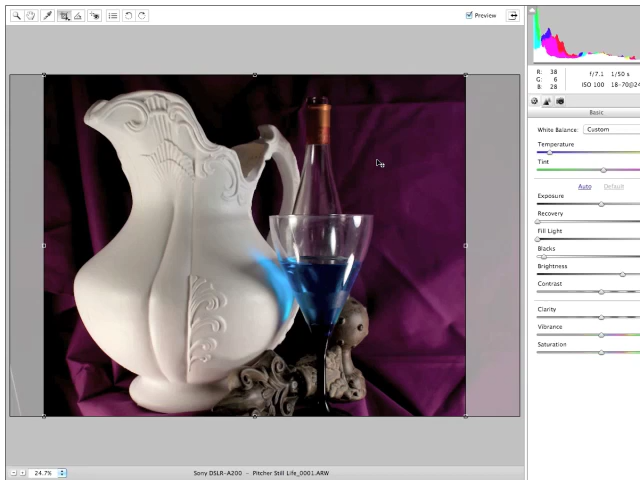 Preview
R: 38
G: 6
B: 28
f/7.1 1/50 s
ISO 100 18-70@24
Basic
White Balance: Custom
Temperature
Tint
Auto Default
Exposure
Recovery
Fill Light
Blacks
Brightness
Contrast
Clarity
Vibrance
Saturation
24.7%
Sony DSLR-A200 - Pitcher Still Life_0001.ARW